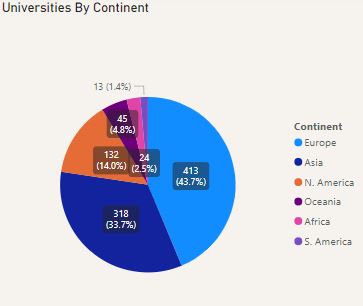 Universities By Continent
13 (1.4%)
45
(4.8%)
132
(14.0%)
24
(2.5%)
413
(43.7%)
318
(33.7%)
Continent
Europe
Asia
N. America
Oceania
Africa
S. America